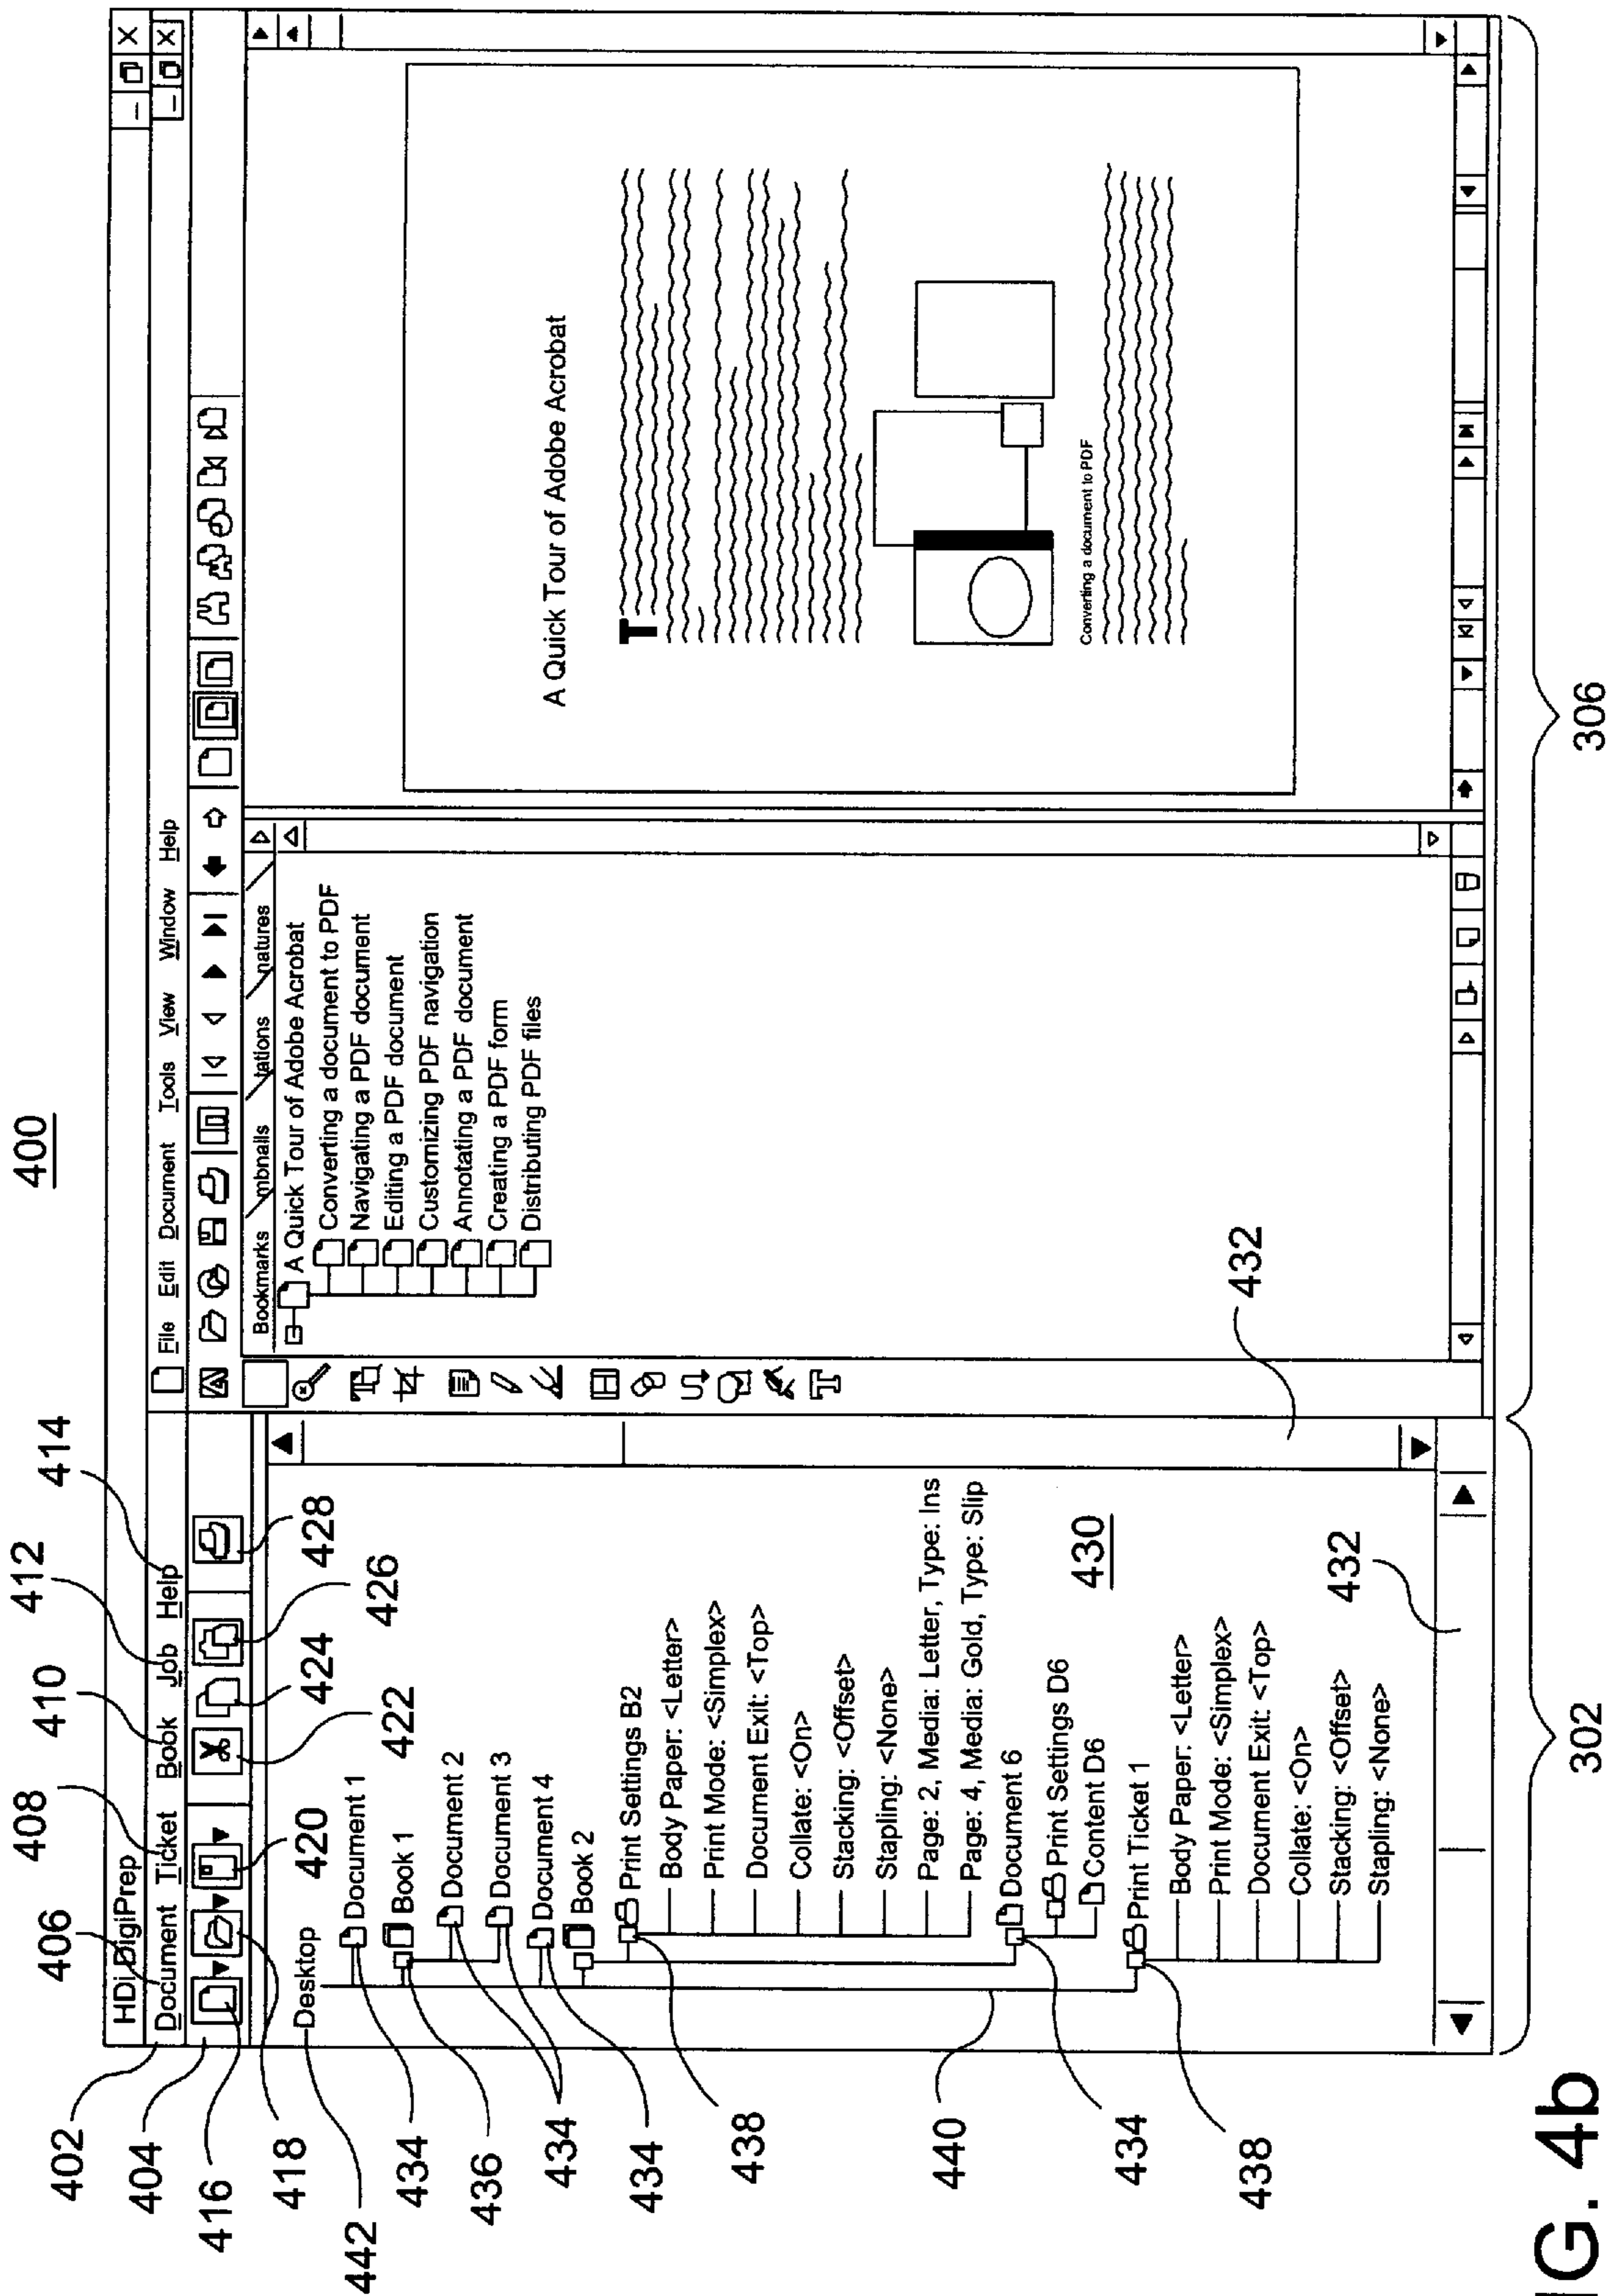 400
402
404
406
408
410
412
414
HDi.DigiPrep
Document Ticket Book Job Help
File Edit Document Tools View Window Help
416
418
420
422
424
426
428
442
434
436
434
434
438
440
434
438
Desktop
Document 1
Book 1
Document 2
Document 3
Document 4
Book 2
Print Settings B2
Body Paper: <Letter>
Print Mode: <Simplex>
Document Exit: <Top>
Collate: <On>
Stacking: <Offset>
Stapling: <None>
Page: 2, Media: Letter, Type: Ins
Page: 4, Media: Gold, Type: Slip
Document 6
Print Settings D6
Content D6
Print Ticket 1
Body Paper: <Letter>
Print Mode: <Simplex>
Document Exit: <Top>
Collate: <On>
Stacking: <Offset>
Stapling: <None>
430
432
432
Bookmarks mbnails tations natures
A Quick Tour of Adobe Acrobat
Converting a document to PDF
Navigating a PDF document
Editing a PDF document
Customizing PDF navigation
Annotating a PDF document
Creating a PDF form
Distributing PDF files
T
A Quick Tour of Adobe Acrobat
T
Converting a document to PDF
302
306
IG. 4b